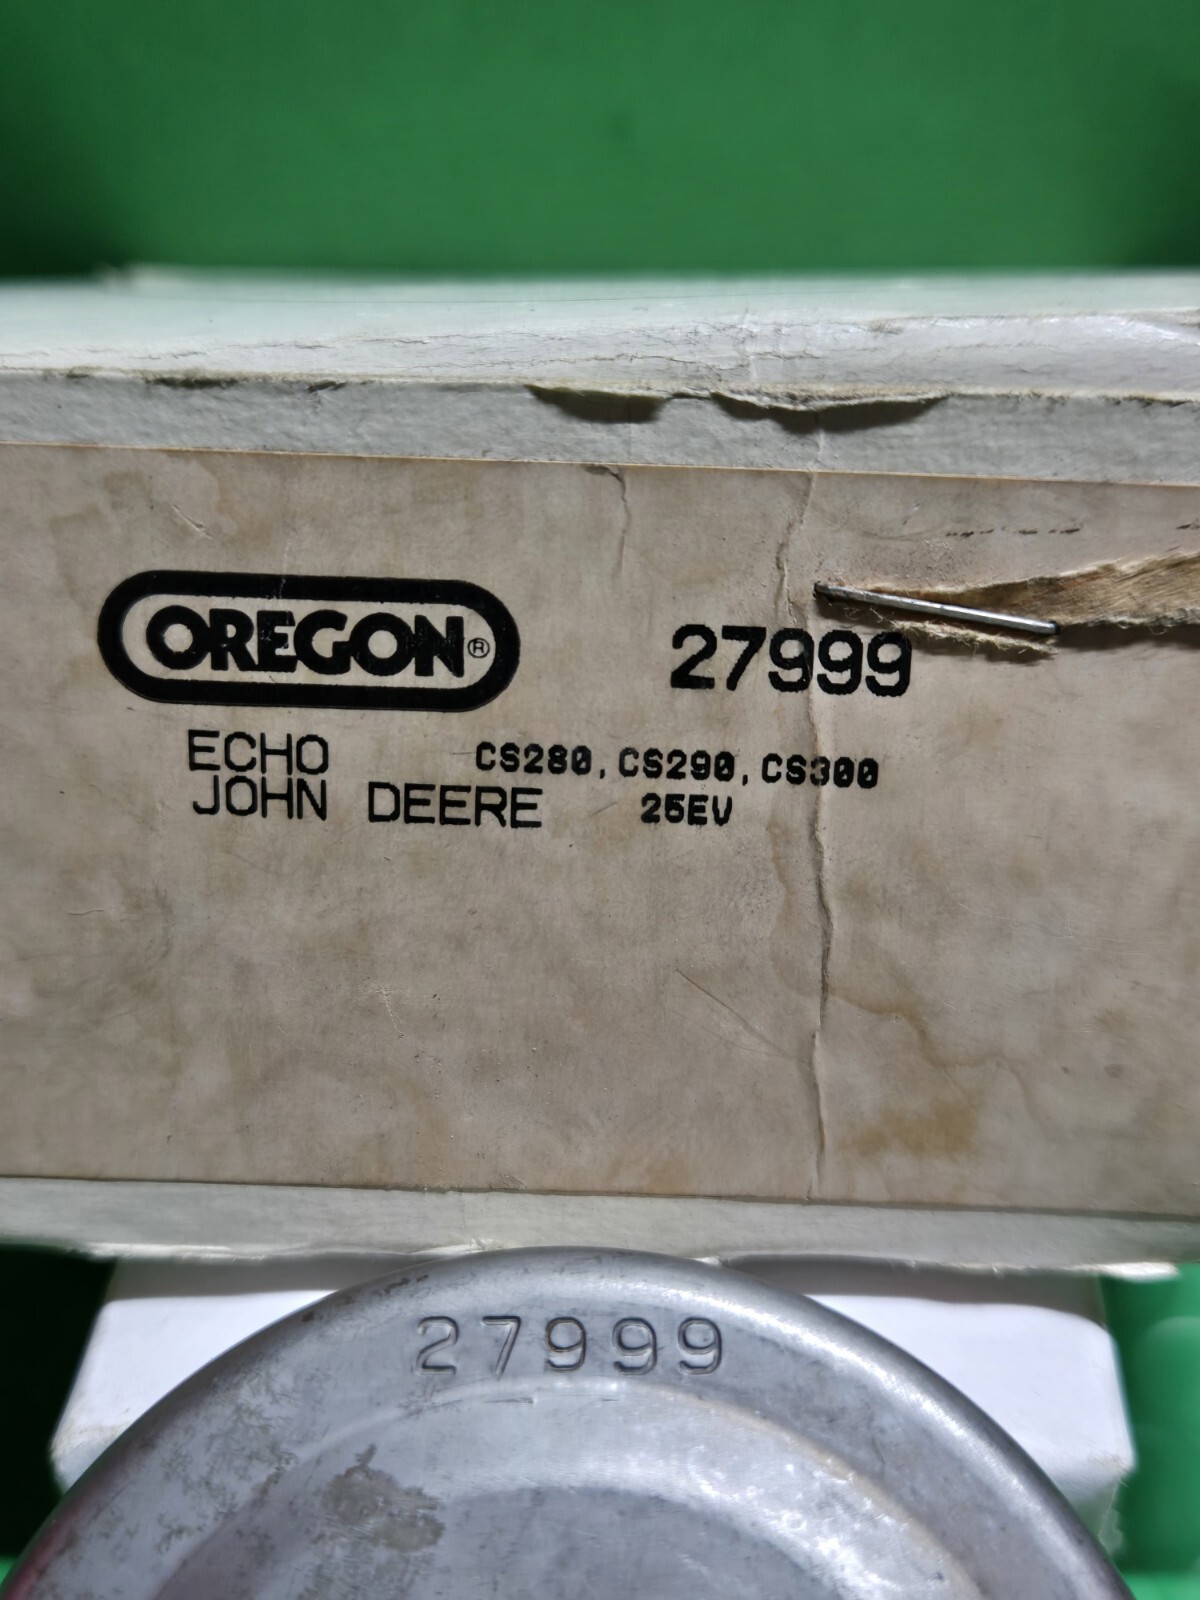 OREGON® 27999
ECHO CS280, CS290, CS300
JOHN DEERE 25EV
27999